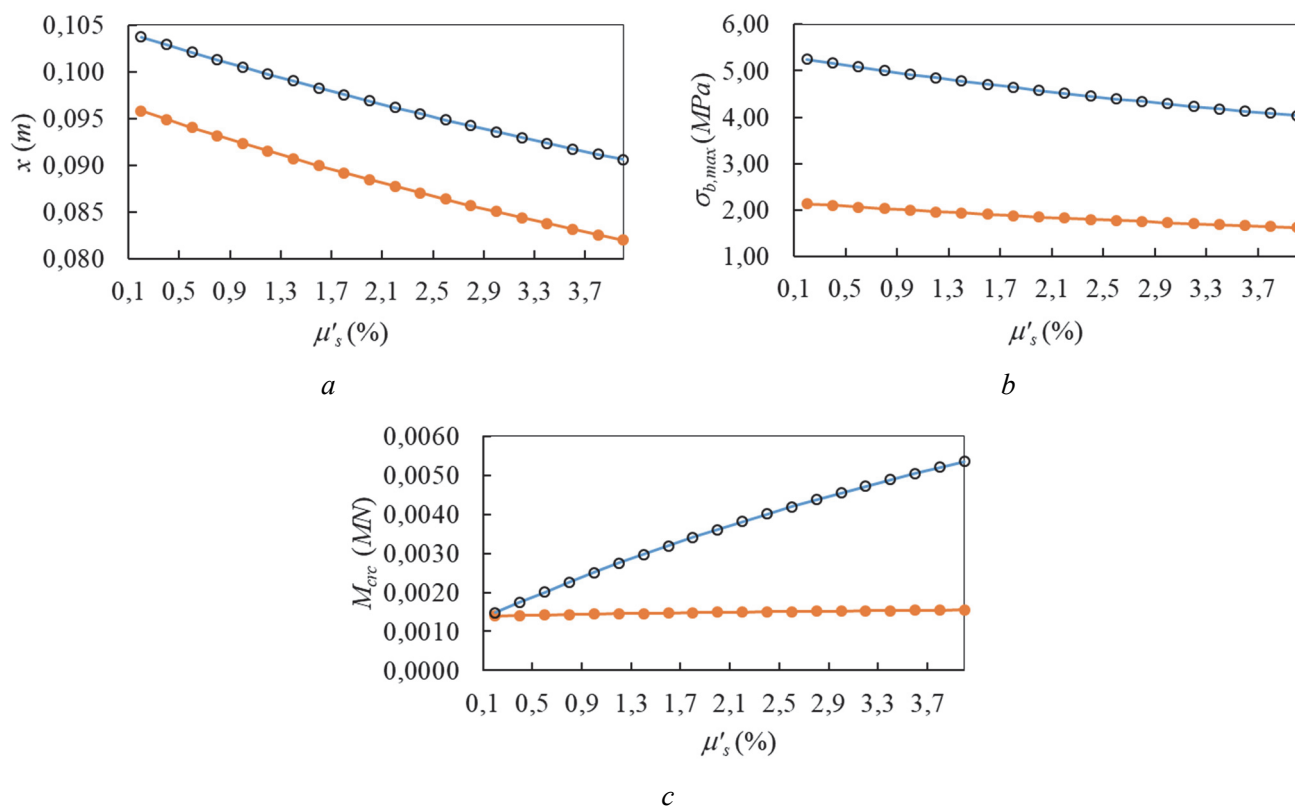 0,105
0,100
0,095
0,090
0,085
0,080
x (m)
0,1 0,5 0,9 1,3 1,7 2,1 2,5 2,9 3,3 3,7
μ's (%)
a
6,00
5,00
4,00
3,00
2,00
1,00
σb,max (MPa)
0,1 0,5 0,9 1,3 1,7 2,1 2,5 2,9 3,3 3,7
μ's (%)
b
0,0060
0,0050
0,0040
0,0030
0,0020
0,0010
0,0000
Mcrc (MN)
0,1 0,5 0,9 1,3 1,7 2,1 2,5 2,9 3,3 3,7
μ's (%)
c